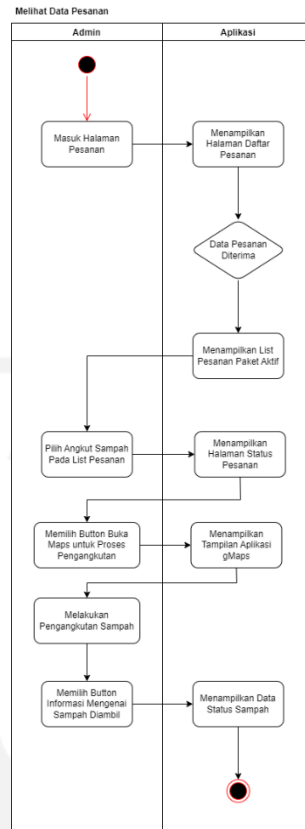 Melihat Data Pesanan
Admin
Aplikasi
Masuk Halaman
Pesanan
Menampilkan
Halaman Daftar
Pesanan
Data Pesanan
Diterima
Menampilkan List
Pesanan Paket Aktif
Pilih Angkut Sampah
Pada List Pesanan
Menampilkan
Halaman Status
Pesanan
Memilih Button Buka
Maps untuk Proses
Pengangkutan
Menampilkan
Tampilan Aplikasi
gMaps
Melakukan
Pengangkutan Sampah
Memilih Button
Informasi Mengenai
Sampah Diambil
Menampilkan Data
Status Sampah